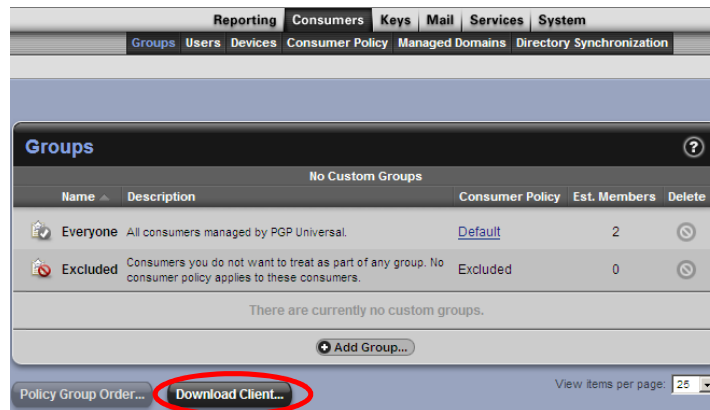 Reporting Consumers Keys Mail Services System
Groups Users Devices Consumer Policy Managed Domains Directory Synchronization
Groups ?
No Custom Groups
Name Description Consumer Policy Est. Members Delete
Everyone All consumers managed by PGP Universal. Default 2
Excluded Consumers you do not want to treat as part of any group. No consumer policy applies to these consumers. Excluded 0
There are currently no custom groups.
Add Group...
Policy Group Order... Download Client... View items per page: 25